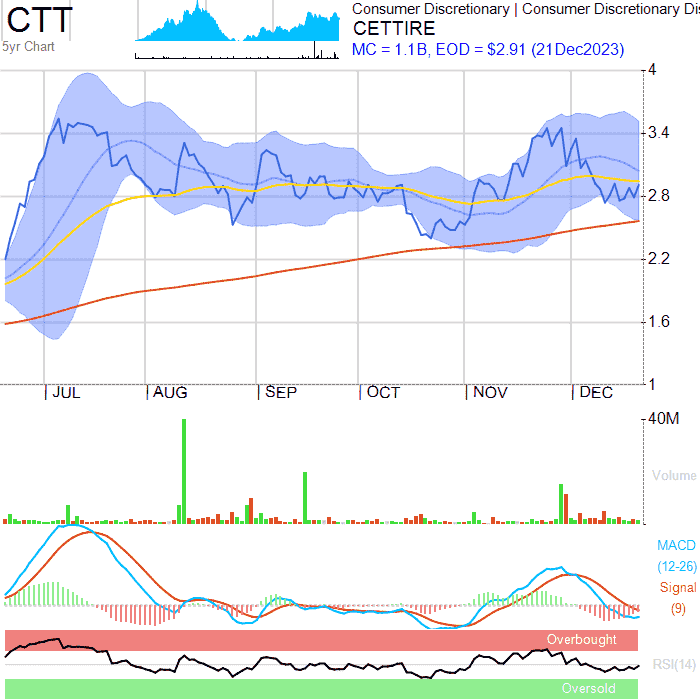 CTT
5yr Chart
Consumer Discretionary | Consumer Discretionary Dis
CETTIRE
MC = 1.1B, EOD = $2.91 (21Dec2023)
4
3.4
2.8
2.2
1.6
1
JUL AUG SEP OCT NOV DEC
40M
Volume
MACD
(12-26)
Signal
(9)
Overbought
RSI(14)
Oversold